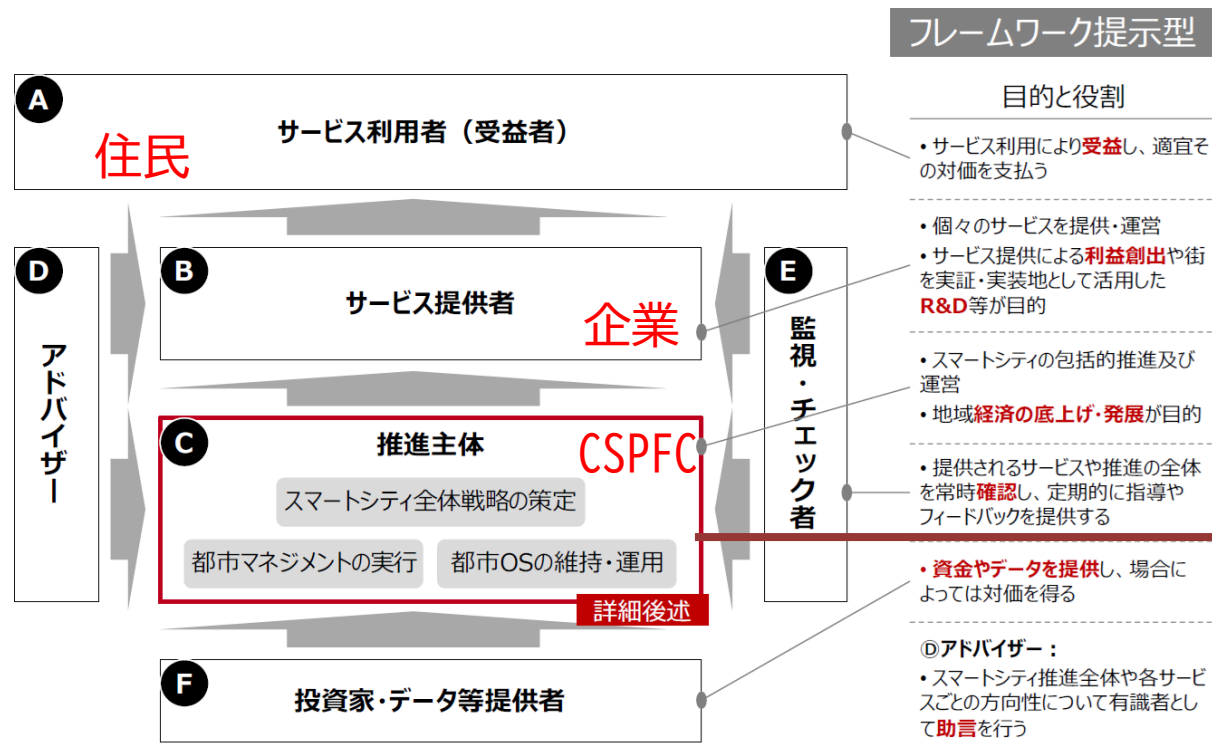 フレームワーク提示型
目的と役割
A
サービス利用者（受益者）
住民
・サービス利用により受益し、適宜そ
の対価を支払う
D
アドバイザー
B
サービス提供者
企業
E
監視・チェック者
・個々のサービスを提供・運営
・サービス提供による利益創出や街
を実証・実装地として活用した
R&D等が目的
C
推進主体
CSPFC
スマートシティ全体戦略の策定
都市マネジメントの実行
都市OSの維持・運用
詳細後述
・スマートシティの包括的推進及び
運営
・地域経済の底上げ・発展が目的
・提供されるサービスや推進の全体
を常時確認し、定期的に指導や
フィードバックを提供する
F
投資家・データ等提供者
・資金やデータを提供し、場合に
よっては対価を得る
Ⓓアドバイザー：
・スマートシティ推進全体や各サービ
スごとの方向性について有識者とし
て助言を行う